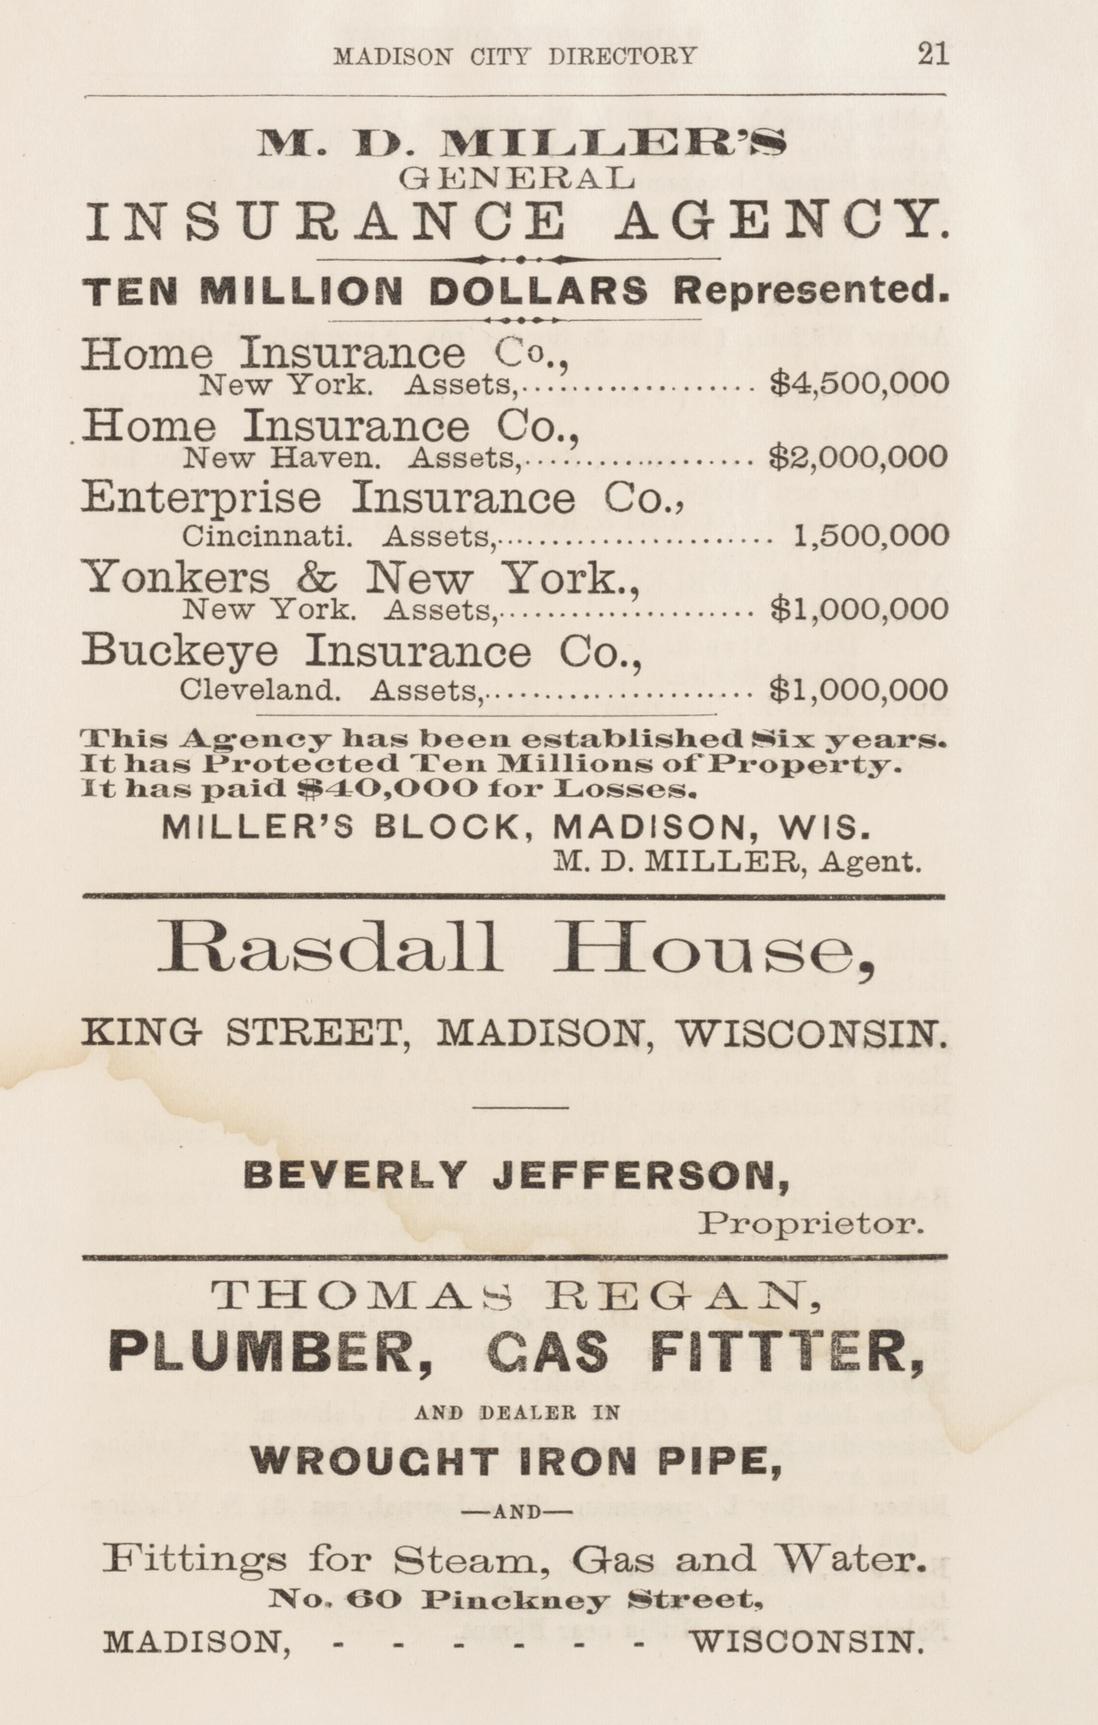 MADISON CITY DIRECTORY 21
M. D. MILLER'S
GENERAL
INSURANCE AGENCY.
TEN MILLION DOLLARS Represented.
Home Insurance Co.,
New York. Assets,..................... $4,500,000
Home Insurance Co.,
New Haven. Assets,..................... $2,000,000
Enterprise Insurance Co.,
Cincinnati. Assets,....................... 1,500,000
Yonkers & New York.,
New York. Assets,....................... $1,000,000
Buckeye Insurance Co.,
Cleveland. Assets,........................ $1,000,000
This Agency has been established Six years.
It has Protected Ten Millions of Property.
It has paid $40,000 for Losses.
MILLER'S BLOCK, MADISON, WIS.
M. D. MILLER, Agent.
Rasdall House,
KING STREET, MADISON, WISCONSIN.
BEVERLY JEFFERSON,
Proprietor.
THOMAS REGAN,
PLUMBER, GAS FITTTER,
AND DEALER IN
WROUGHT IRON PIPE,
—AND—
Fittings for Steam, Gas and Water.
No. 60 Pinckney Street,
MADISON, - - - - - - WISCONSIN.